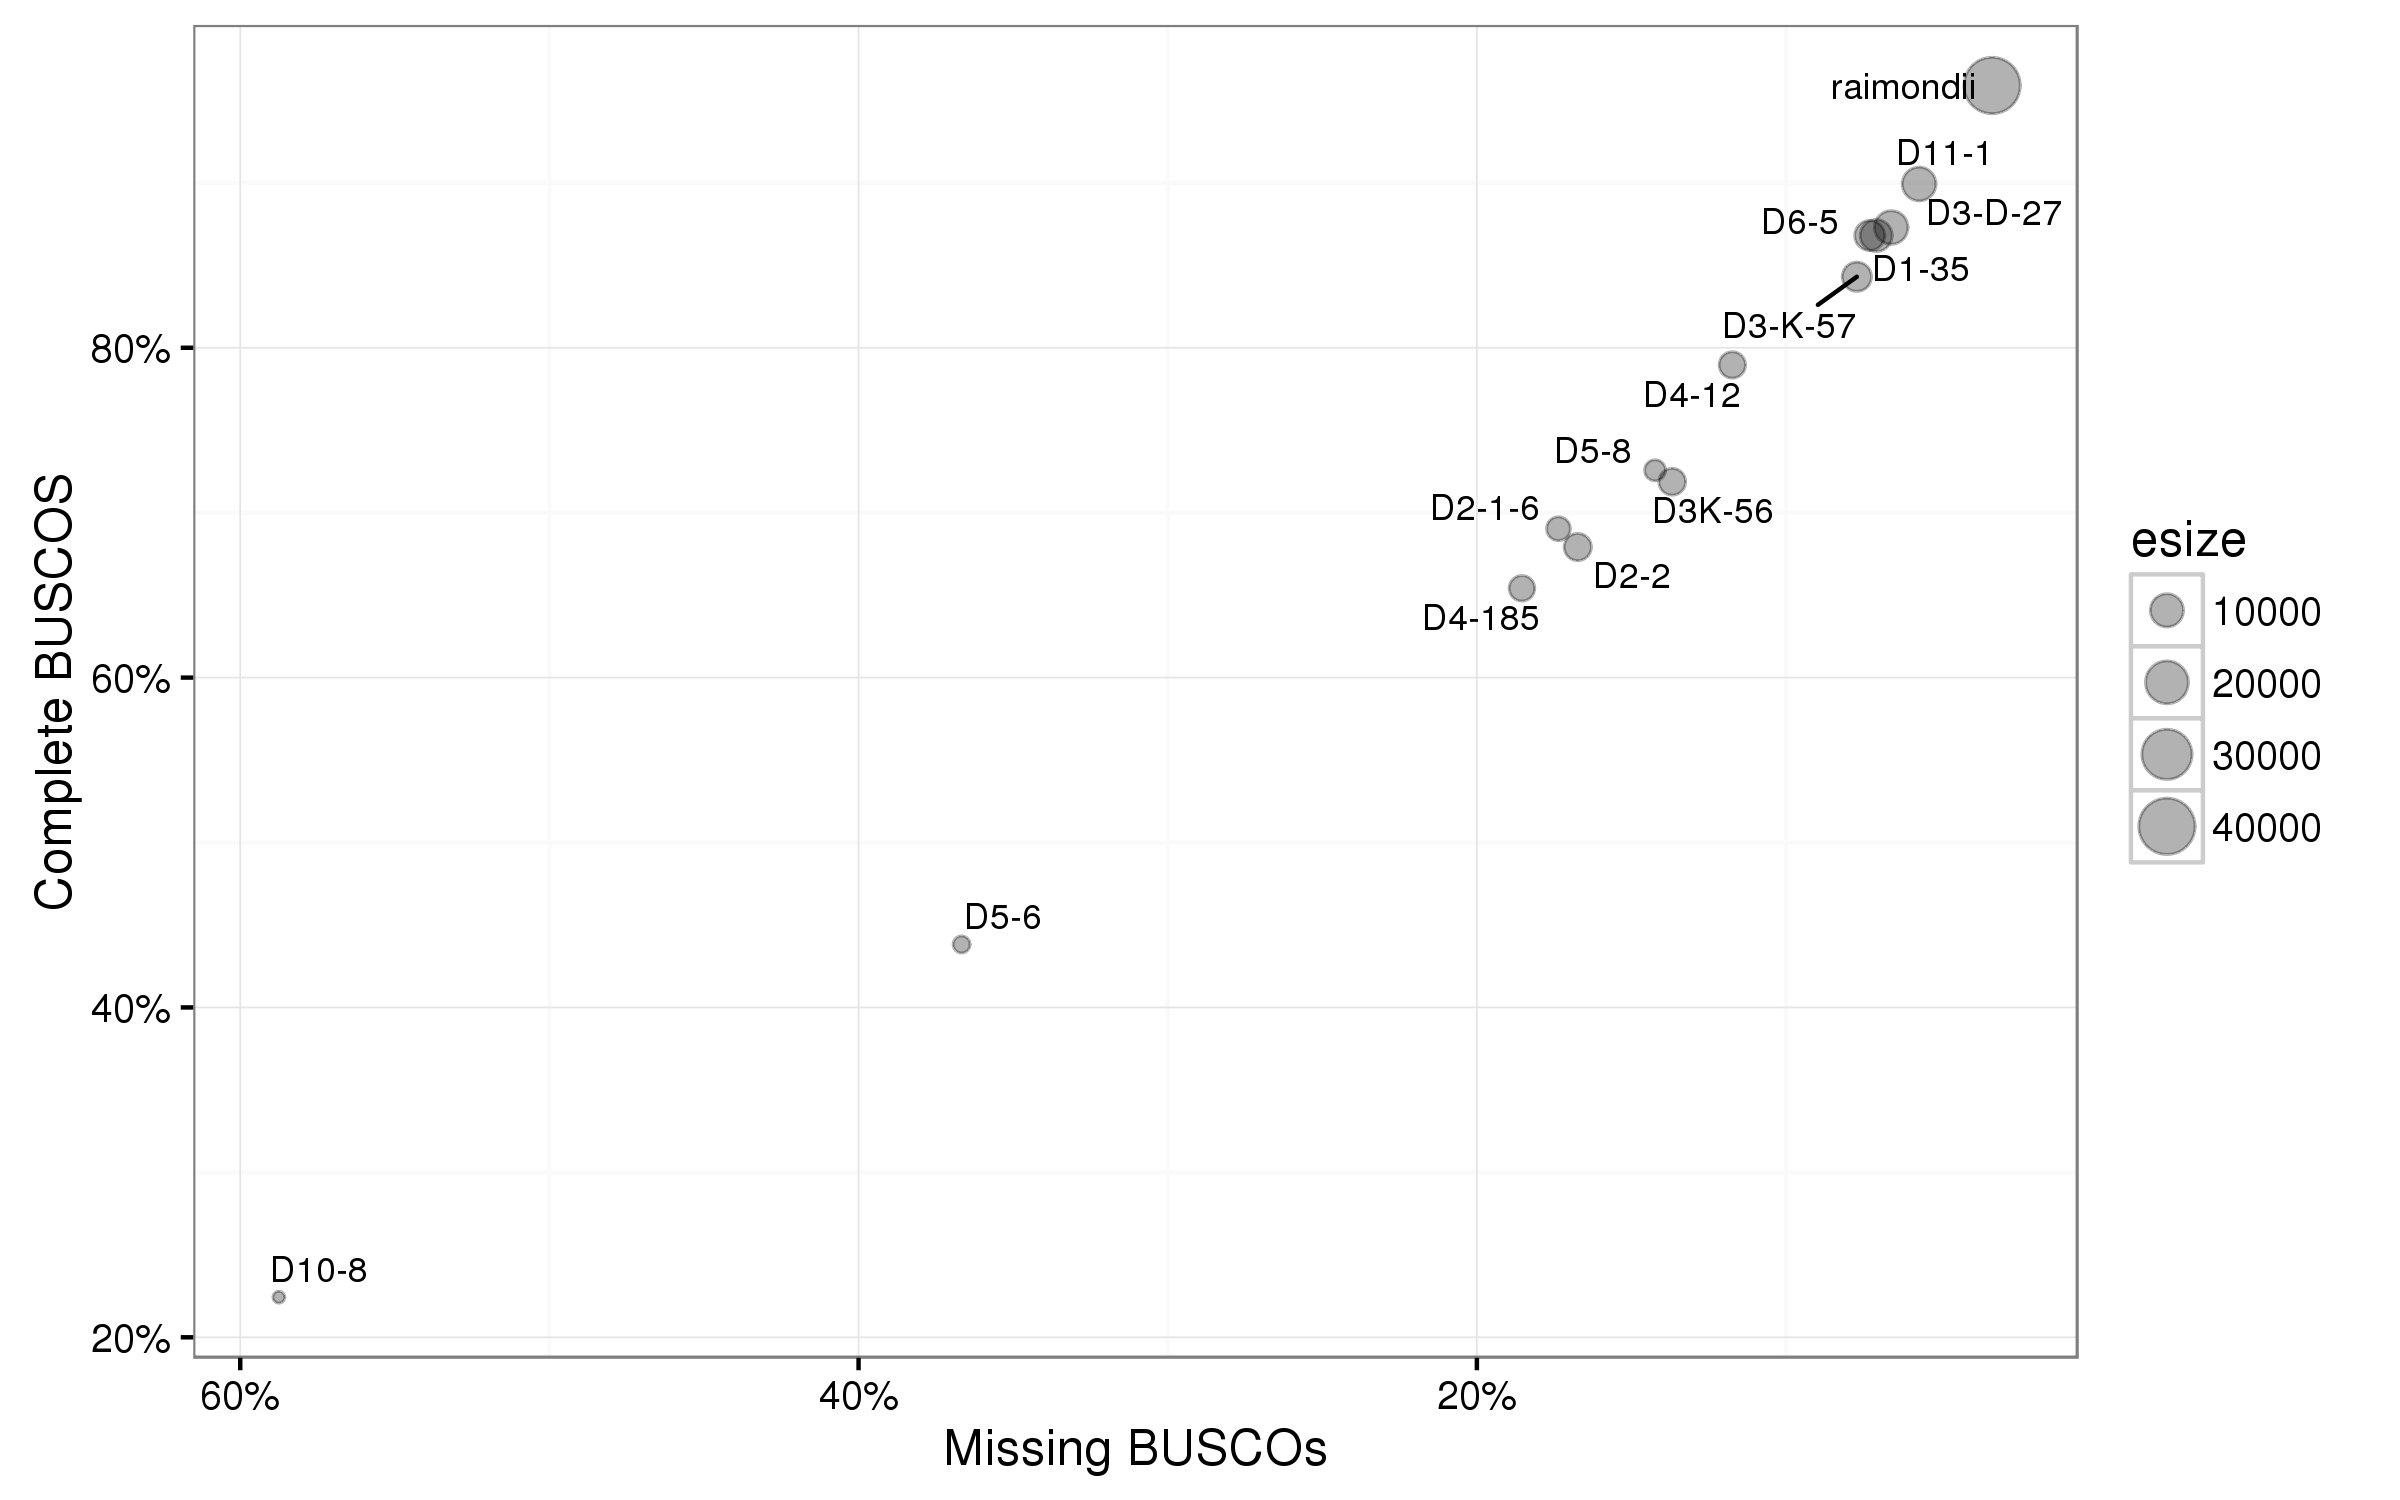 raimondii
D11-1
D3-D-27
D6-5
D1-35
D3-K-57
D4-12
D5-8
D3K-56
D2-1-6
D2-2
D4-185
D5-6
D10-8
80%
60%
40%
20%
Complete BUSCOS
60%
40%
20%
Missing BUSCOs
esize
10000
20000
30000
40000